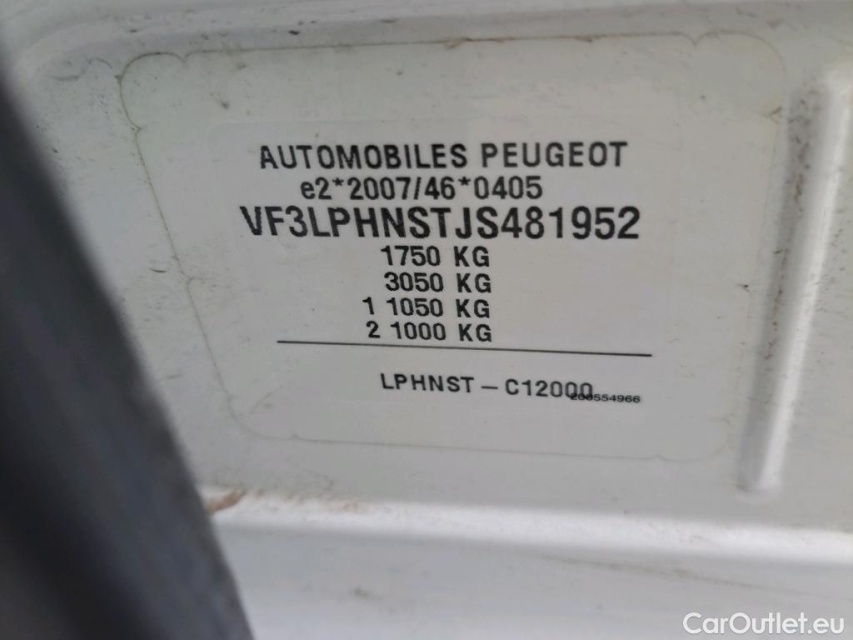 AUTOMOBILES PEUGEOT
e2*2007/46*0405
VF3LPHNSTJS481952
1750 KG
3050 KG
1 1050 KG
2 1000 KG
LPHNST – C12000
CarOutlet.eu